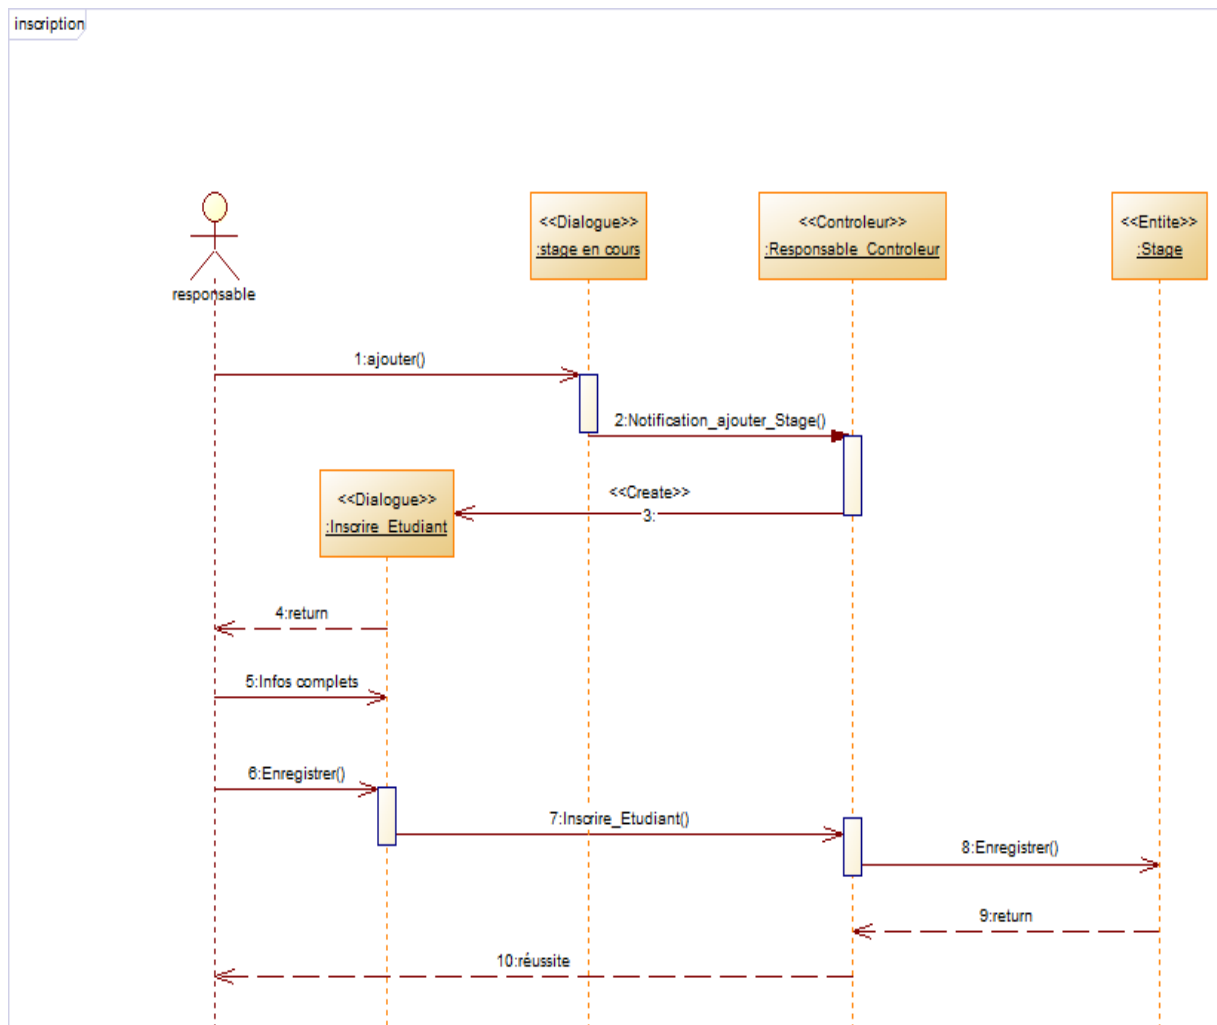 inscription
<<Dialogue>>
:stage en cours
<<Controleur>>
:Responsable_Controleur
<<Entite>>
:Stage
responsable
1:ajouter()
2:Notification_ajouter_Stage()
<<Dialogue>>
:Inscrire_Etudiant
<<Create>>
3:
4:return
5:Infos complets
6:Enregistrer()
7:Inscrire_Etudiant()
8:Enregistrer()
9:return
10:réussite